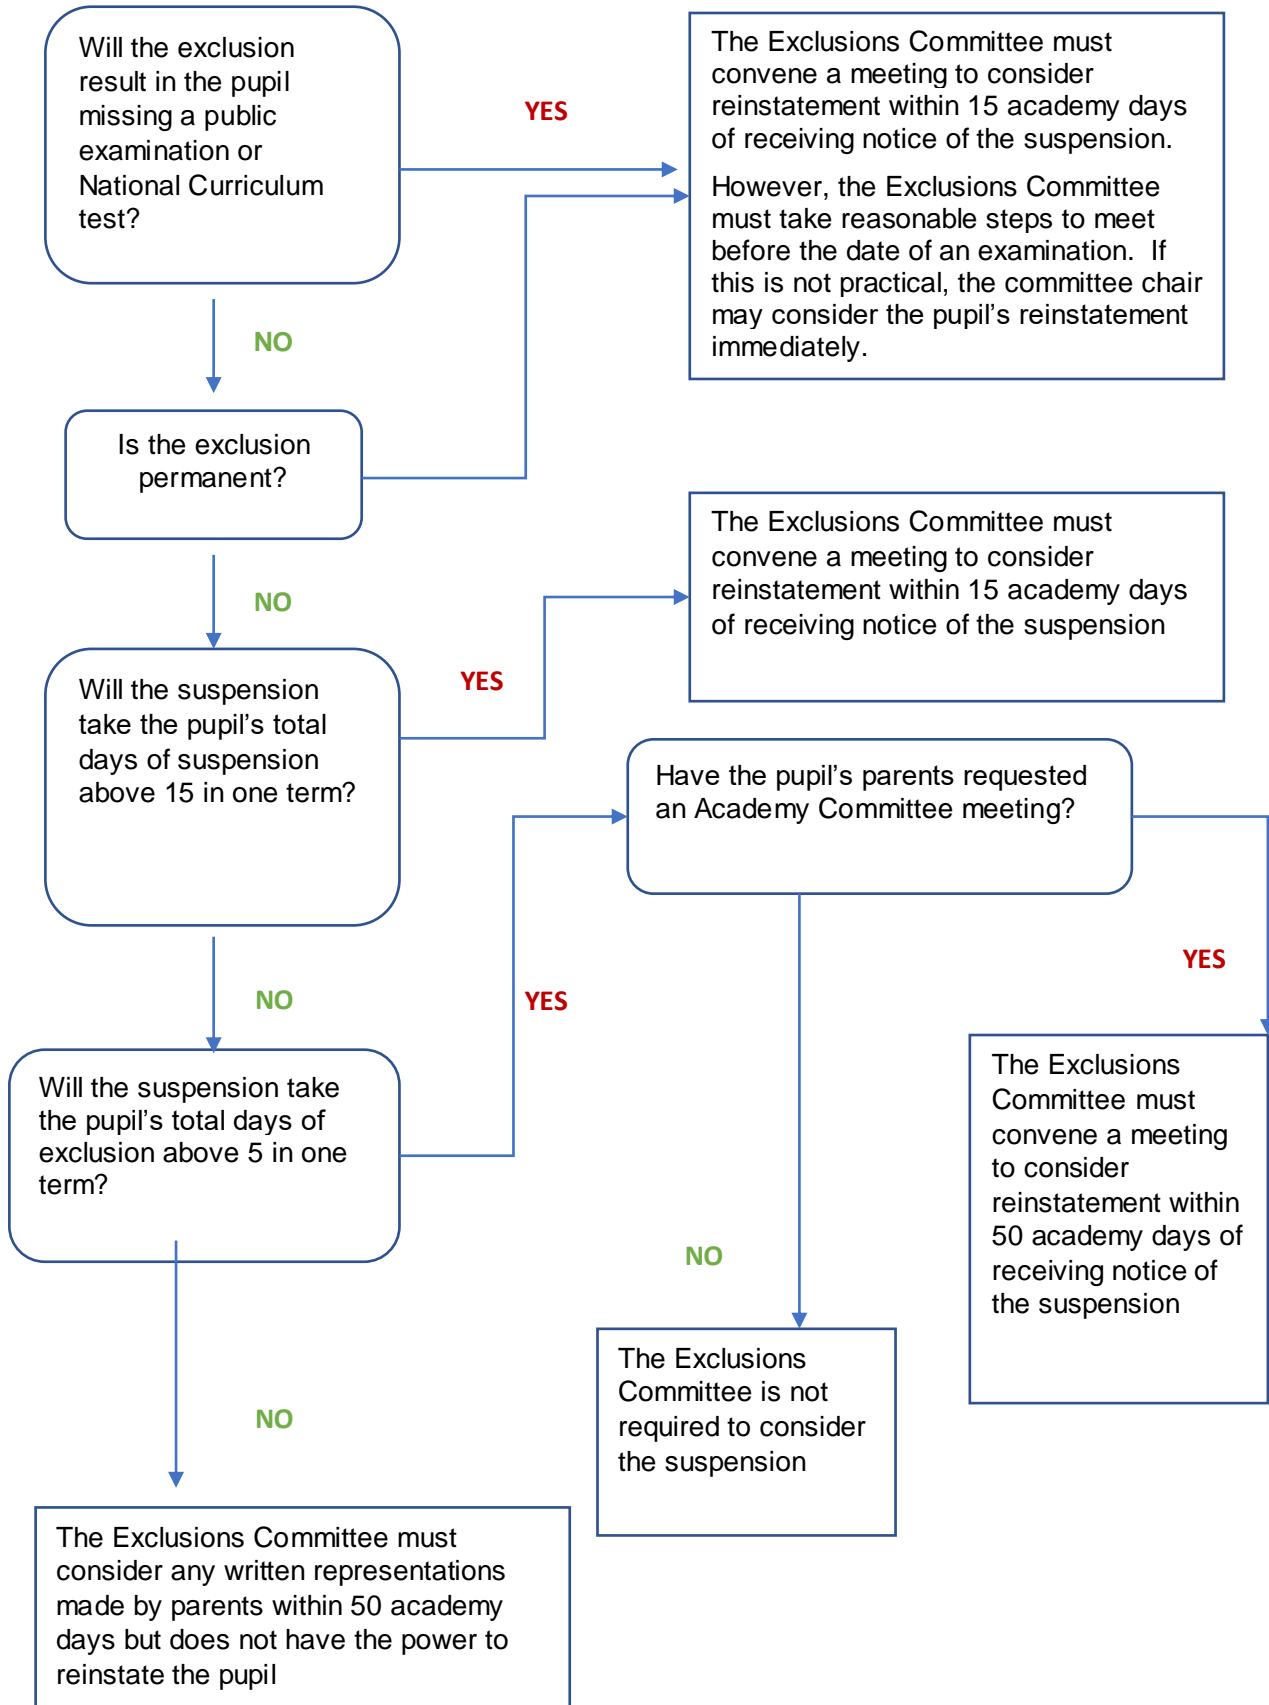 Will the exclusion
result in the pupil
missing a public
examination or
National Curriculum
test?
YES
The Exclusions Committee must
convene a meeting to consider
reinstatement within 15 academy days
of receiving notice of the suspension.
However, the Exclusions Committee
must take reasonable steps to meet
before the date of an examination.  If
this is not practical, the committee chair
may consider the pupil’s reinstatement
immediately.
NO
Is the exclusion
permanent?
NO
The Exclusions Committee must
convene a meeting to consider
reinstatement within 15 academy days
of receiving notice of the suspension
Will the suspension
take the pupil’s total
days of suspension
above 15 in one term?
YES
Have the pupil’s parents requested
an Academy Committee meeting?
NO
YES
YES
Will the suspension take
the pupil’s total days of
exclusion above 5 in one
term?
The Exclusions
Committee must
convene a meeting
to consider
reinstatement within
50 academy days of
receiving notice of
the suspension
NO
The Exclusions
Committee is not
required to consider
the suspension
NO
The Exclusions Committee must
consider any written representations
made by parents within 50 academy
days but does not have the power to
reinstate the pupil